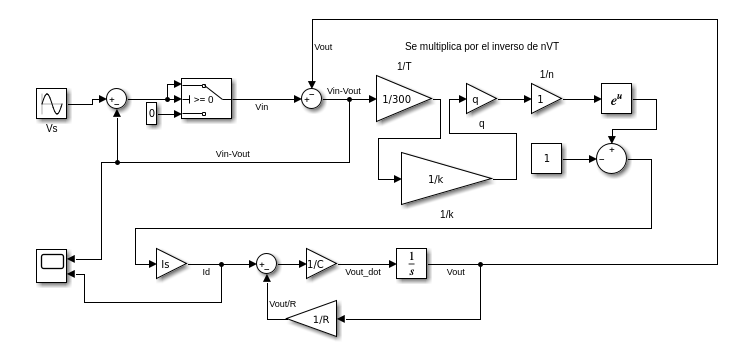 Vout
Se multiplica por el inverso de nVT
1/T
1/n
Vs
+
−
>= 0
0
Vin
+
−
Vin-Vout
1/300
q
q
1
eᵘ
Vin-Vout
1/k
1/k
1
+
−
Is
Id
+
−
1/C
Vout_dot
1
s
Vout
Vout/R
1/R